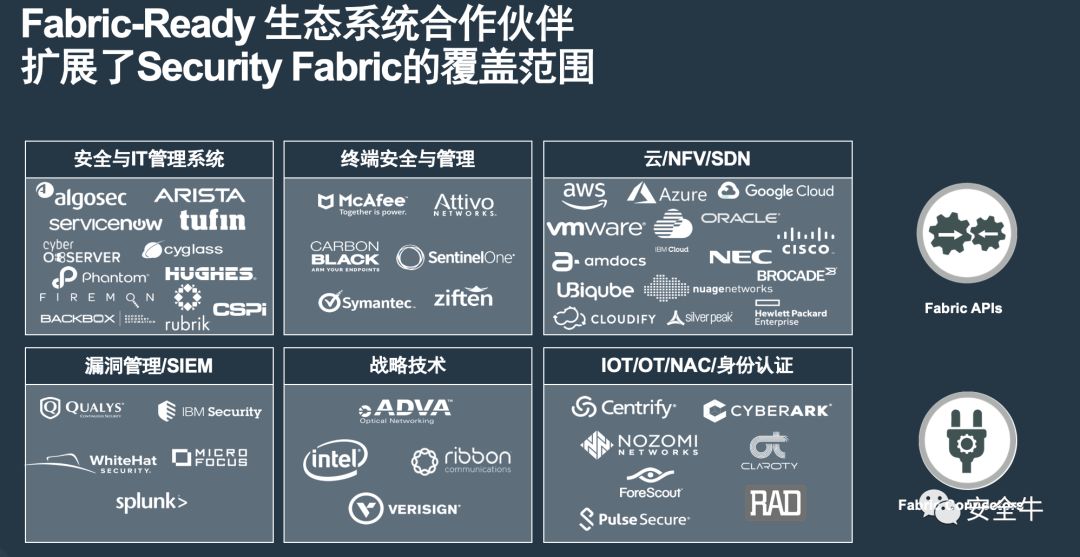 Fabric-Ready 生态系统合作伙伴
扩展了Security Fabric的覆盖范围
安全与IT管理系统
algosec
ARISTA
servicenow
tufin
cyber OBSERVER
cyglass
Phantom
HUGHES
FIREMON
rubrik
CSPi
BACKBOX
终端安全与管理
McAfee
Together is power.
Attivo
NETWORKS.
CARBON
BLACK
ARM YOUR ENDPOINTS
SentinelOne
Symantec
ziften
云/NFV/SDN
aws
Azure
Google Cloud
vmware
IBM Cloud
ORACLE
CISCO
amdocs
NEC
BROCADE
UBiqube
nuagenetworks
CLOUDIFY
silver peak
Hewlett Packard
Enterprise
Fabric APIs
漏洞管理/SIEM
QUALYS
CONTINUOUS SECURITY
IBM Security
WhiteHat
SECURITY.
MICRO
FOCUS
splunk>
战略技术
ADVA
Optical Networking
intel
ribbon
communications
VERISIGN
IOT/OT/NAC/身份认证
Centrify
CYBERARK
NOZOMI
NETWORKS
CLAROTY
ForeScout
RAD
Pulse Secure
Fabric Connectors
安全牛